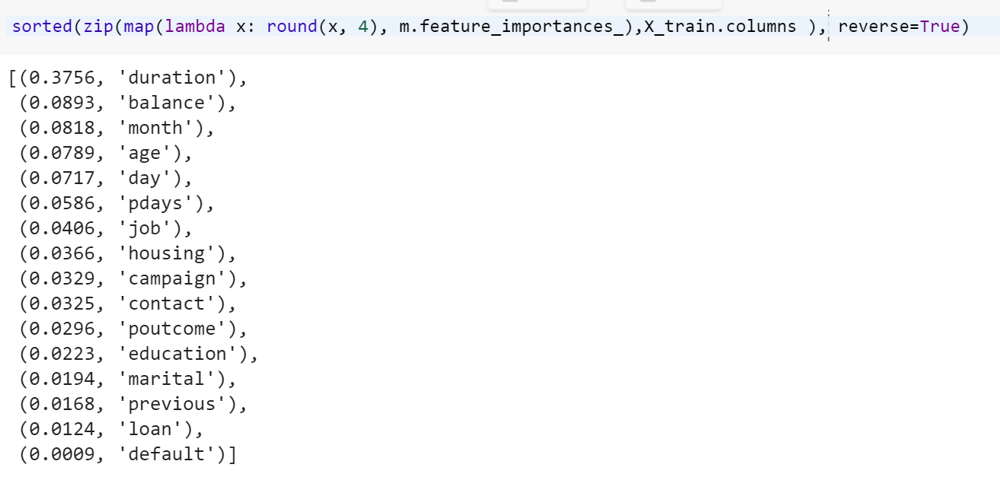 sorted(zip(map(lambda x: round(x, 4), m.feature_importances_),X_train.columns ), reverse=True)
[(0.3756, 'duration'),
(0.0893, 'balance'),
(0.0818, 'month'),
(0.0789, 'age'),
(0.0717, 'day'),
(0.0586, 'pdays'),
(0.0406, 'job'),
(0.0366, 'housing'),
(0.0329, 'campaign'),
(0.0325, 'contact'),
(0.0296, 'poutcome'),
(0.0223, 'education'),
(0.0194, 'marital'),
(0.0168, 'previous'),
(0.0124, 'loan'),
(0.0009, 'default')]